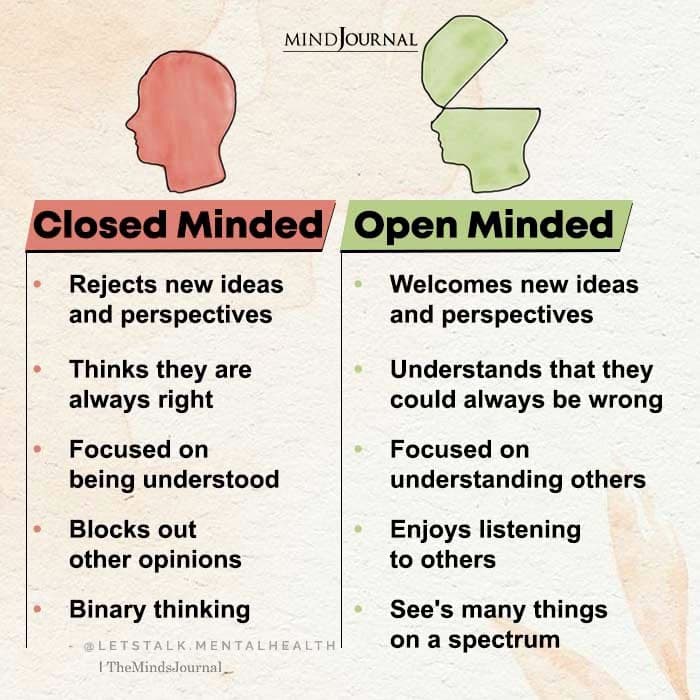 MINDJOURNAL
Closed Minded
Rejects new ideas
and perspectives
Thinks they are
always right
Focused on
being understood
Blocks out
other opinions
Binary thinking
Open Minded
Welcomes new ideas
and perspectives
Understands that they
could always be wrong
Focused on
understanding others
Enjoys listening
to others
See's many things
on a spectrum
- @LETSTALK.MENTALHEALTH
| TheMindsJournal